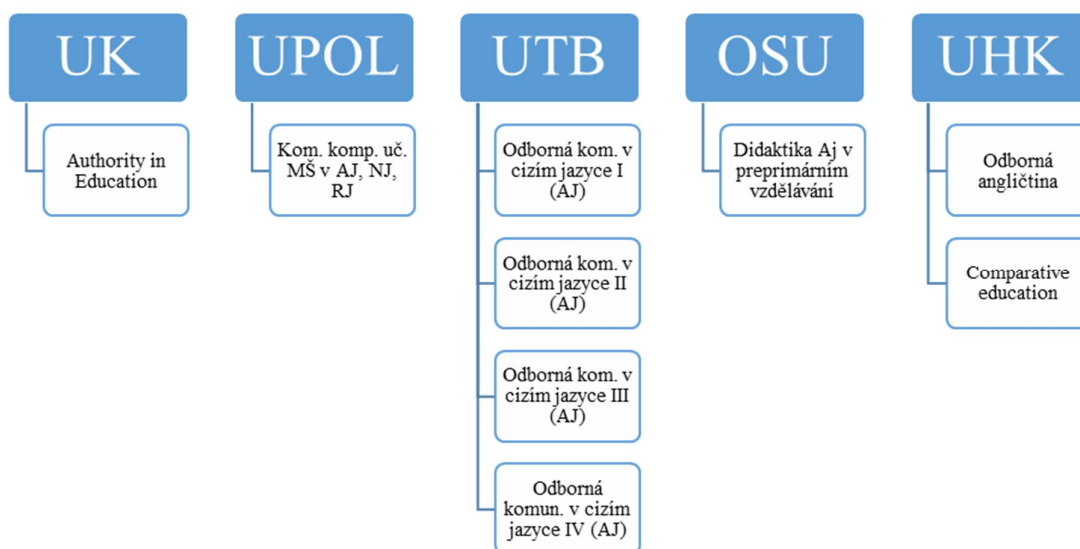 UK
Authority in
Education
UPOL
Kom. komp. uč.
MŠ v AJ, NJ,
RJ
UTB
Odborná kom. v
cizím jazyce I
(AJ)
Odborná kom. v
cizím jazyce II
(AJ)
Odborná kom. v
cizím jazyce III
(AJ)
Odborná
komun. v cizím
jazyce IV (AJ)
OSU
Didaktika Aj v
preprimárním
vzdělávání
UHK
Odborná
angličtina
Comparative
education